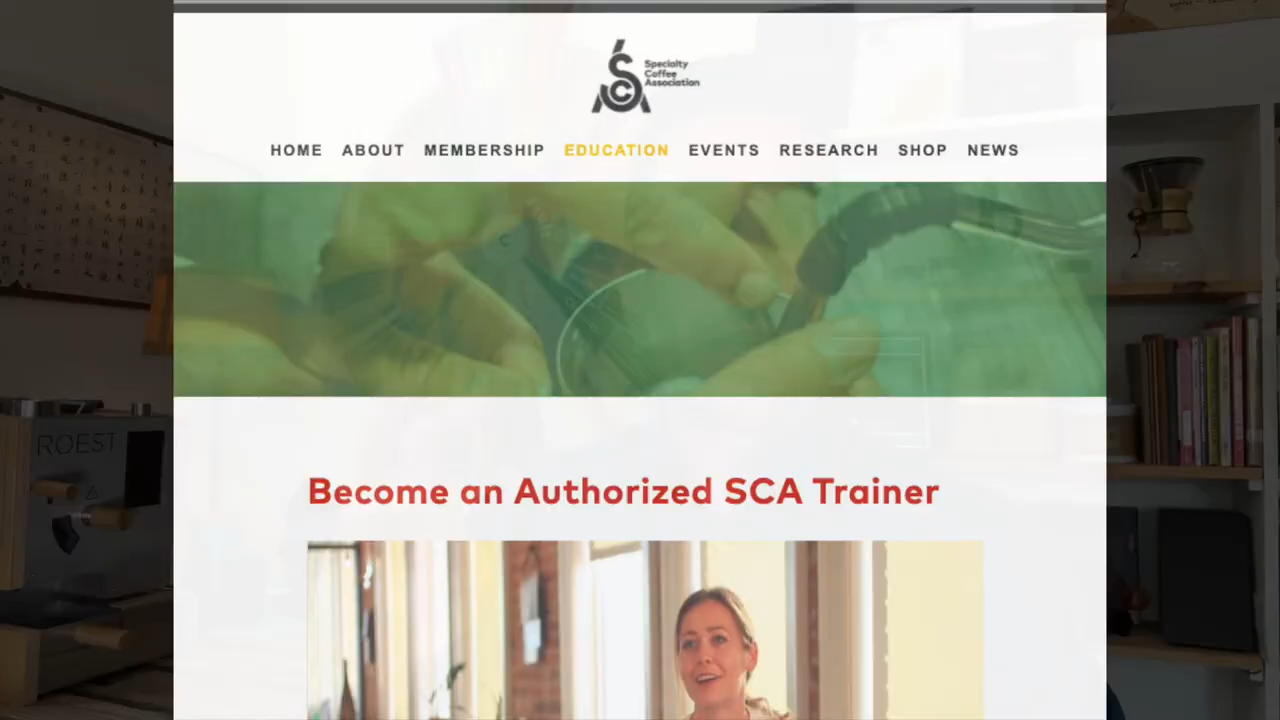 Specialty
Coffee
Association
HOME ABOUT MEMBERSHIP EDUCATION EVENTS RESEARCH SHOP NEWS
ROEST
Become an Authorized SCA Trainer